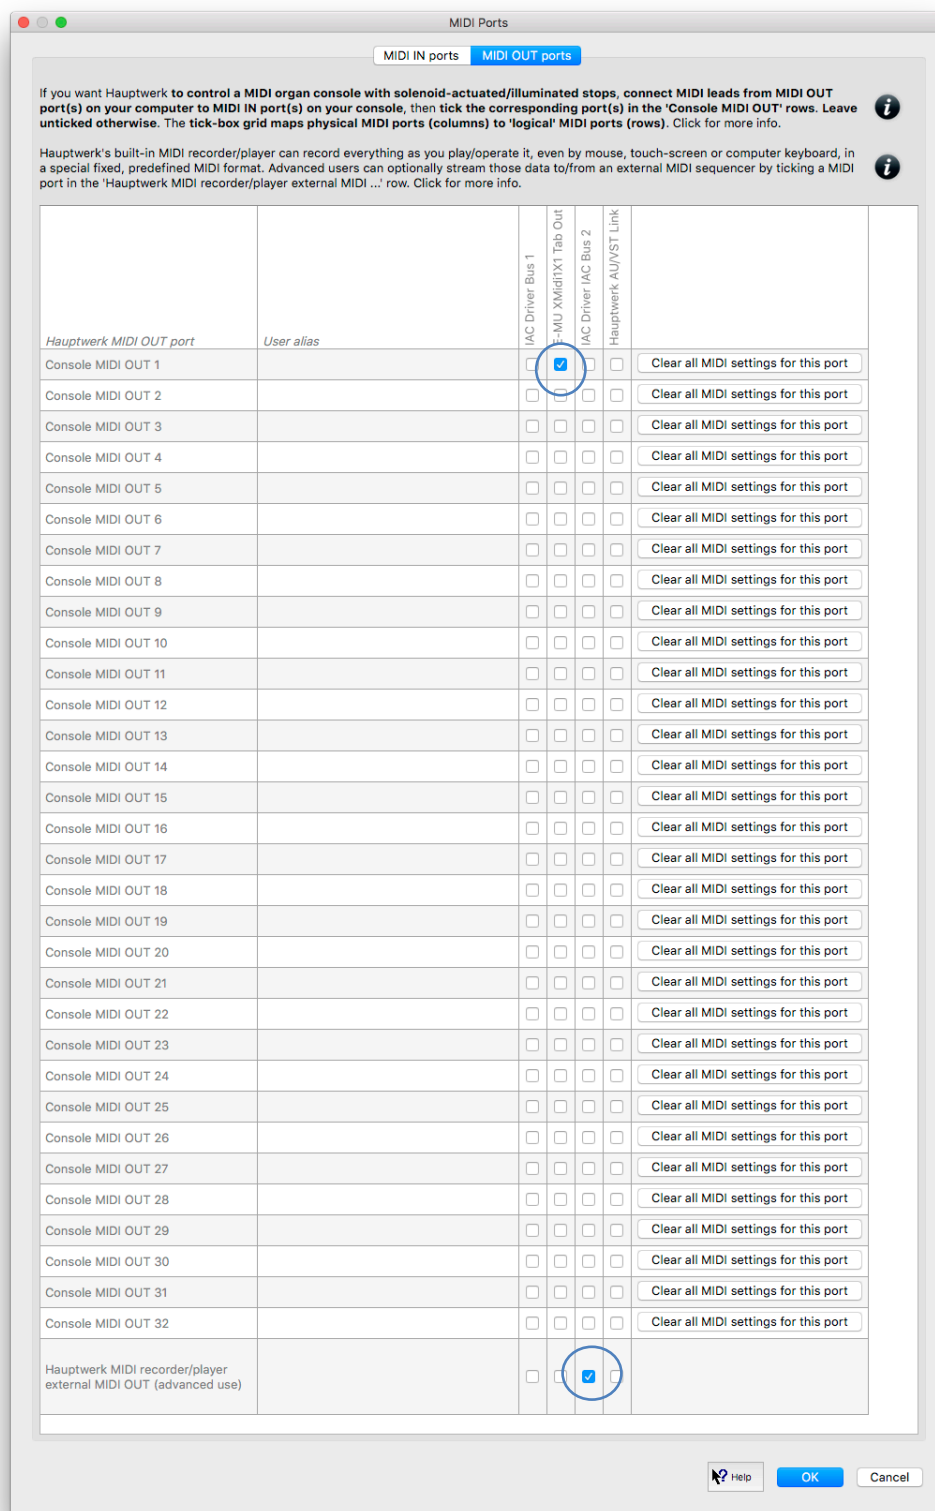 MIDI Ports
MIDI IN ports
MIDI OUT ports
If you want Hauptwerk to control a MIDI organ console with solenoid-actuated/illuminated stops, connect MIDI leads from MIDI OUT
port(s) on your computer to MIDI IN port(s) on your console, then tick the corresponding port(s) in the 'Console MIDI OUT' rows. Leave
unticked otherwise. The tick-box grid maps physical MIDI ports (columns) to 'logical' MIDI ports (rows). Click for more info.
Hauptwerk's built-in MIDI recorder/player can record everything as you play/operate it, even by mouse, touch-screen or computer keyboard, in
a special fixed, predefined MIDI format. Advanced users can optionally stream those data to/from an external MIDI sequencer by ticking a MIDI
port in the 'Hauptwerk MIDI recorder/player external MIDI ...' row. Click for more info.
Hauptwerk MIDI OUT port
User alias
IAC Driver Bus 1
E-MU XMidi1X1 Tab Out
IAC Driver IAC Bus 2
Hauptwerk AU/VST Link
Console MIDI OUT 1
Clear all MIDI settings for this port
Console MIDI OUT 2
Clear all MIDI settings for this port
Console MIDI OUT 3
Clear all MIDI settings for this port
Console MIDI OUT 4
Clear all MIDI settings for this port
Console MIDI OUT 5
Clear all MIDI settings for this port
Console MIDI OUT 6
Clear all MIDI settings for this port
Console MIDI OUT 7
Clear all MIDI settings for this port
Console MIDI OUT 8
Clear all MIDI settings for this port
Console MIDI OUT 9
Clear all MIDI settings for this port
Console MIDI OUT 10
Clear all MIDI settings for this port
Console MIDI OUT 11
Clear all MIDI settings for this port
Console MIDI OUT 12
Clear all MIDI settings for this port
Console MIDI OUT 13
Clear all MIDI settings for this port
Console MIDI OUT 14
Clear all MIDI settings for this port
Console MIDI OUT 15
Clear all MIDI settings for this port
Console MIDI OUT 16
Clear all MIDI settings for this port
Console MIDI OUT 17
Clear all MIDI settings for this port
Console MIDI OUT 18
Clear all MIDI settings for this port
Console MIDI OUT 19
Clear all MIDI settings for this port
Console MIDI OUT 20
Clear all MIDI settings for this port
Console MIDI OUT 21
Clear all MIDI settings for this port
Console MIDI OUT 22
Clear all MIDI settings for this port
Console MIDI OUT 23
Clear all MIDI settings for this port
Console MIDI OUT 24
Clear all MIDI settings for this port
Console MIDI OUT 25
Clear all MIDI settings for this port
Console MIDI OUT 26
Clear all MIDI settings for this port
Console MIDI OUT 27
Clear all MIDI settings for this port
Console MIDI OUT 28
Clear all MIDI settings for this port
Console MIDI OUT 29
Clear all MIDI settings for this port
Console MIDI OUT 30
Clear all MIDI settings for this port
Console MIDI OUT 31
Clear all MIDI settings for this port
Console MIDI OUT 32
Clear all MIDI settings for this port
Hauptwerk MIDI recorder/player
external MIDI OUT (advanced use)
Help
OK
Cancel